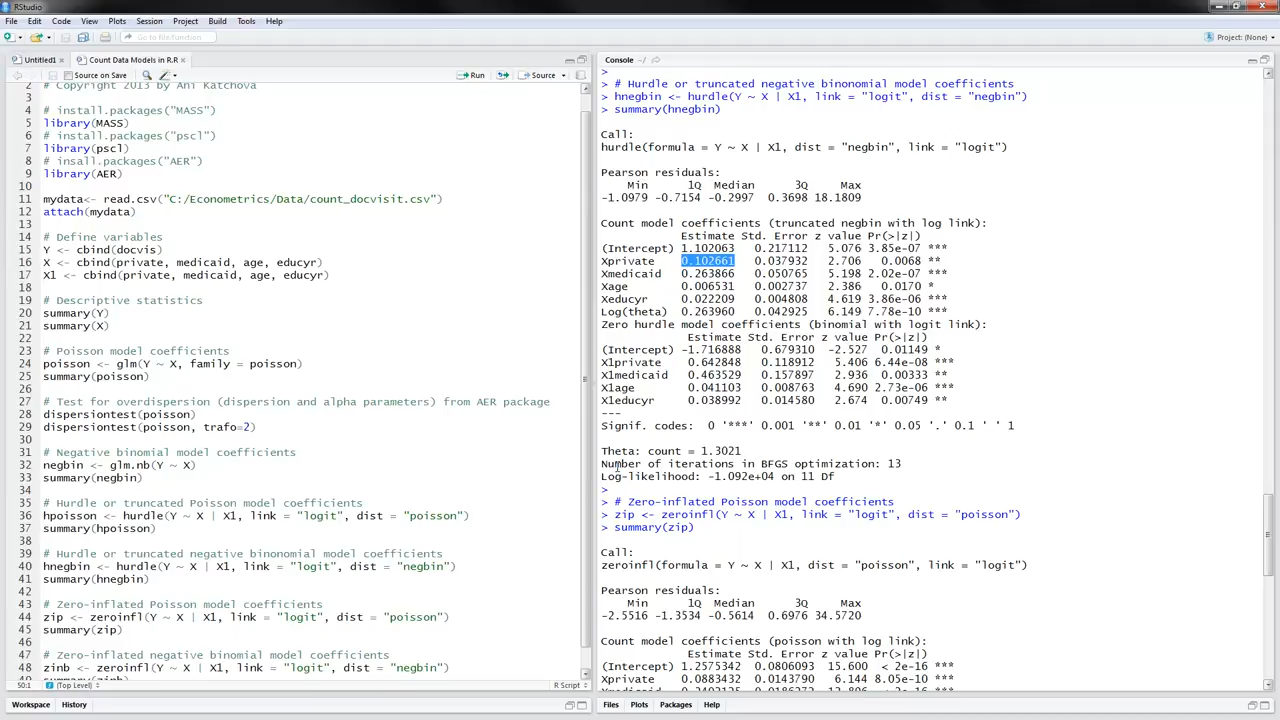 RStudio
File Edit Code View Plots Session Project Build Tools Help
Go to file/function
Project: (None)
Untitled1
Count Data Models in R.R
Source on Save
Run
Source
2 # Copyright 2013 by Ani Katchova
3
4 # install.packages("MASS")
5 library(MASS)
6 # install.packages("pscl")
7 library(pscl)
8 # insall.packages("AER")
9 library(AER)
10
11 mydata<- read.csv("C:/Econometrics/Data/count_docvisit.csv")
12 attach(mydata)
13
14 # Define variables
15 Y <- cbind(docvis)
16 X <- cbind(private, medicaid, age, educyr)
17 X1 <- cbind(private, medicaid, age, educyr)
18
19 # Descriptive statistics
20 summary(Y)
21 summary(X)
22
23 # Poisson model coefficients
24 poisson <- glm(Y ~ X, family = poisson)
25 summary(poisson)
26
27 # Test for overdispersion (dispersion and alpha parameters) from AER package
28 dispersiontest(poisson)
29 dispersiontest(poisson, trafo=2)
30
31 # Negative binomial model coefficients
32 negbin <- glm.nb(Y ~ X)
33 summary(negbin)
34
35 # Hurdle or truncated Poisson model coefficients
36 hpoisson <- hurdle(Y ~ X | X1, link = "logit", dist = "poisson")
37 summary(hpoisson)
38
39 # Hurdle or truncated negative binonomial model coefficients
40 hnegbin <- hurdle(Y ~ X | X1, link = "logit", dist = "negbin")
41 summary(hnegbin)
42
43 # Zero-inflated Poisson model coefficients
44 zip <- zeroinfl(Y ~ X | X1, link = "logit", dist = "poisson")
45 summary(zip)
46
47 # Zero-inflated negative binomial model coefficients
48 zinb <- zeroinfl(Y ~ X | X1, link = "logit", dist = "negbin")
50:1 (Top Level) R Script
Workspace History
Console ~/
>
> # Hurdle or truncated negative binonomial model coefficients
> hnegbin <- hurdle(Y ~ X | X1, link = "logit", dist = "negbin")
> summary(hnegbin)
Call:
hurdle(formula = Y ~ X | X1, dist = "negbin", link = "logit")
Pearson residuals:
Min 1Q Median 3Q Max
-1.0979 -0.7154 -0.2997 0.3698 18.1809
Count model coefficients (truncated negbin with log link):
Estimate Std. Error z value Pr(>|z|)
(Intercept) 1.102063 0.217112 5.076 3.85e-07 ***
Xprivate 0.102661 0.037932 2.706 0.0068 **
Xmedicaid 0.263866 0.050765 5.198 2.02e-07 ***
Xage 0.006531 0.002737 2.386 0.0170 *
Xeducyr 0.022209 0.004808 4.619 3.86e-06 ***
Log(theta) 0.263960 0.042925 6.149 7.78e-10 ***
Zero hurdle model coefficients (binomial with logit link):
Estimate Std. Error z value Pr(>|z|)
(Intercept) -1.716888 0.679310 -2.527 0.01149 *
X1private 0.642848 0.118912 5.406 6.44e-08 ***
X1medicaid 0.463529 0.157897 2.936 0.00333 **
X1age 0.041103 0.008763 4.690 2.73e-06 ***
X1educyr 0.038992 0.014580 2.674 0.00749 **
---
Signif. codes: 0 '***' 0.001 '**' 0.01 '*' 0.05 '.' 0.1 ' ' 1
Theta: count = 1.3021
Number of iterations in BFGS optimization: 13
Log-likelihood: -1.092e+04 on 11 Df
>
> # Zero-inflated Poisson model coefficients
> zip <- zeroinfl(Y ~ X | X1, link = "logit", dist = "poisson")
> summary(zip)
Call:
zeroinfl(formula = Y ~ X | X1, dist = "poisson", link = "logit")
Pearson residuals:
Min 1Q Median 3Q Max
-2.5516 -1.3534 -0.5614 0.6976 34.5720
Count model coefficients (poisson with log link):
Estimate Std. Error z value Pr(>|z|)
(Intercept) 1.2575342 0.0806093 15.600 < 2e-16 ***
Xprivate 0.0883432 0.0143790 6.144 8.05e-10 ***
Files Plots Packages Help